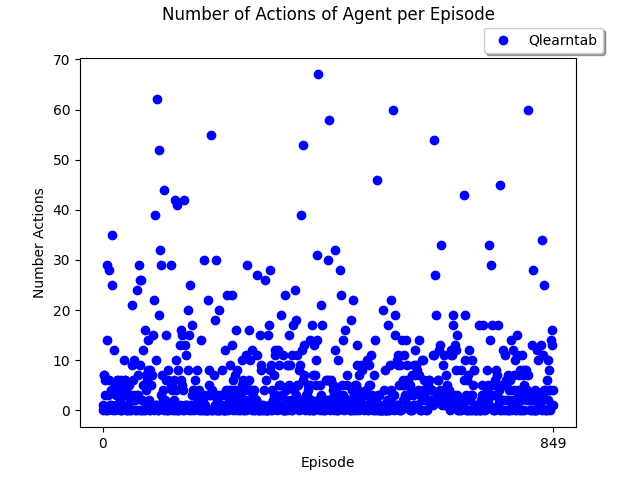 Number of Actions of Agent per Episode
Qlearntab
70
60
50
40
30
20
10
0
Number Actions
0 849
Episode